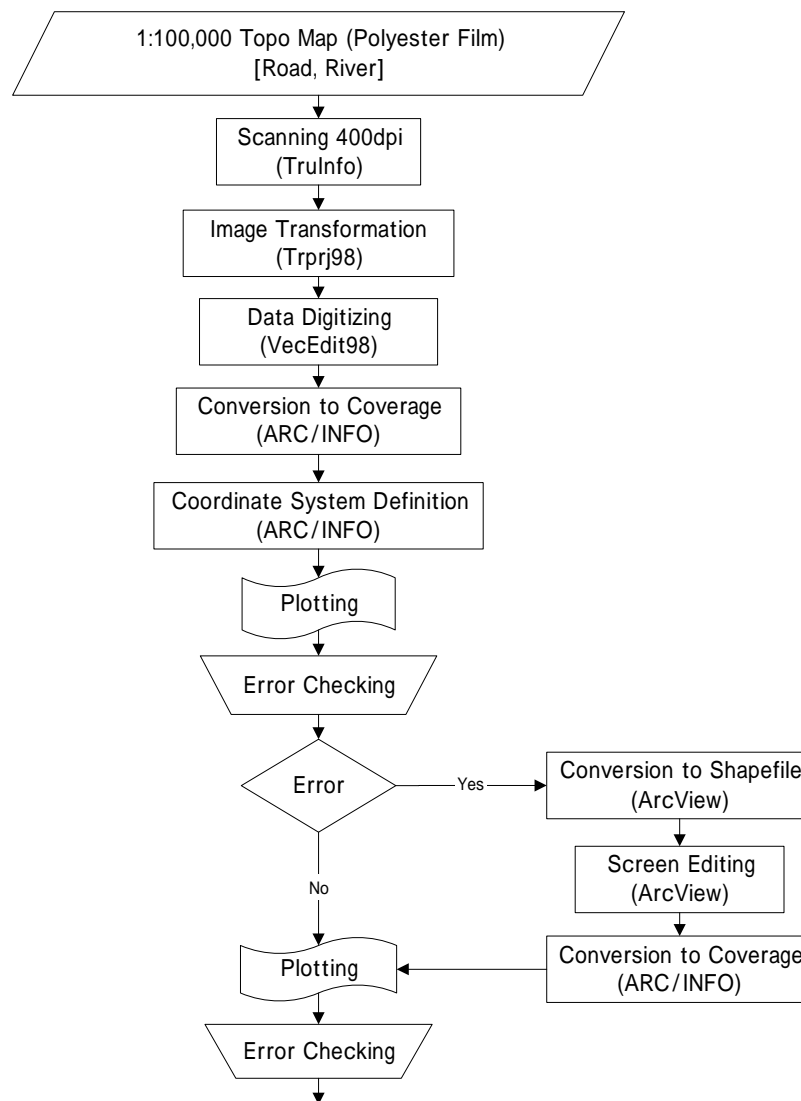 1:100,000 Topo Map (Polyester Film)
[Road, River]
Scanning 400dpi
(TruInfo)
Image Transformation
(Trprj98)
Data Digitizing
(VecEdit98)
Conversion to Coverage
(ARC/INFO)
Coordinate System Definition
(ARC/INFO)
Plotting
Error Checking
Error
Yes
Conversion to Shapefile
(ArcView)
Screen Editing
(ArcView)
No
Conversion to Coverage
(ARC/INFO)
Plotting
Error Checking